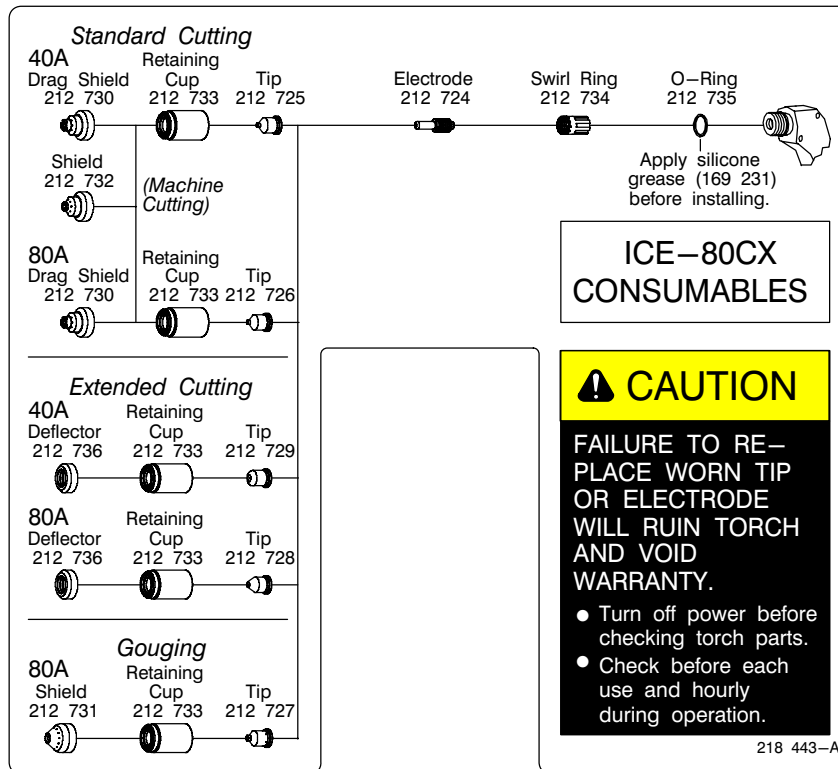 Standard Cutting
40A
Drag Shield
212 730
Retaining
Cup
212 733
Tip
212 725
Electrode
212 724
Swirl Ring
212 734
O–Ring
212 735
Apply silicone
grease (169 231)
before installing.
Shield
212 732
(Machine
Cutting)
80A
Drag Shield
212 730
Retaining
Cup
212 733
Tip
212 726
ICE–80CX
CONSUMABLES
Extended Cutting
40A
Deflector
212 736
Retaining
Cup
212 733
Tip
212 729
80A
Deflector
212 736
Retaining
Cup
212 733
Tip
212 728
Gouging
80A
Shield
212 731
Retaining
Cup
212 733
Tip
212 727
CAUTION
FAILURE TO RE–
PLACE WORN TIP
OR ELECTRODE
WILL RUIN TORCH
AND VOID
WARRANTY.
● Turn off power before
checking torch parts.
● Check before each
use and hourly
during operation.
218 443–A